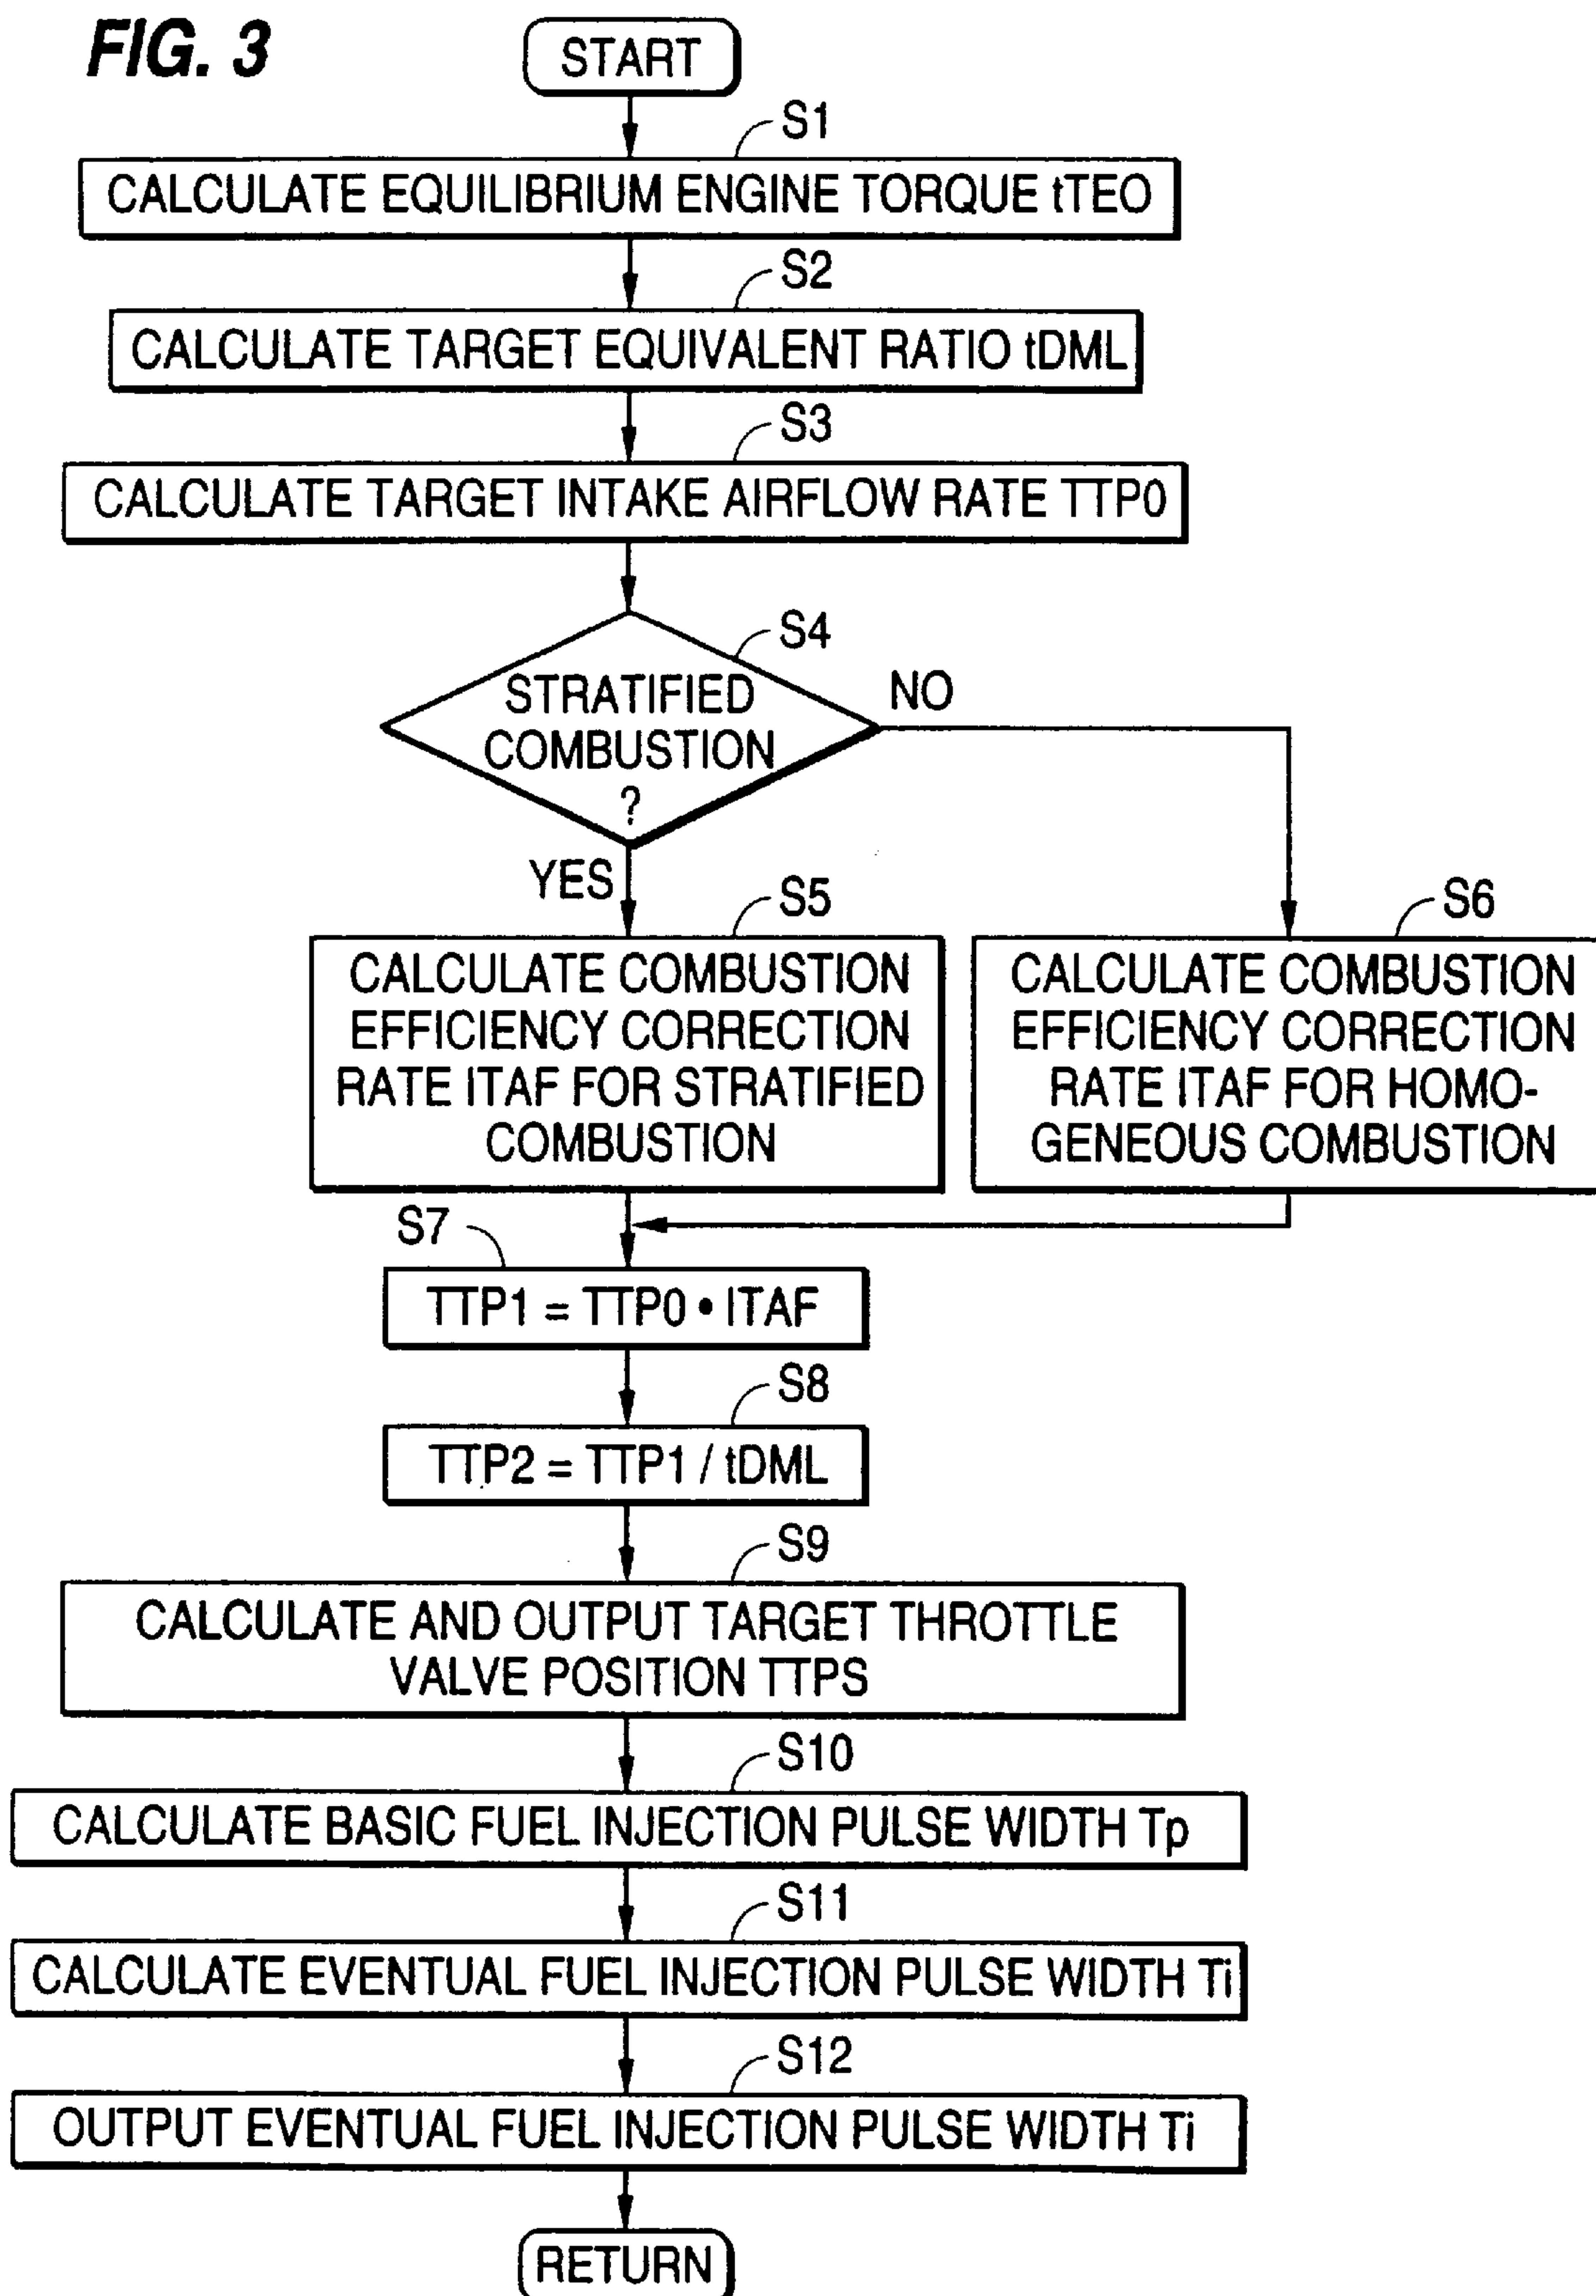 FIG. 3
START
S1
CALCULATE EQUILIBRIUM ENGINE TORQUE tTEO
S2
CALCULATE TARGET EQUIVALENT RATIO tDML
S3
CALCULATE TARGET INTAKE AIRFLOW RATE TTP0
S4
STRATIFIED
COMBUSTION
?
NO
YES
S5
CALCULATE COMBUSTION
EFFICIENCY CORRECTION
RATE ITAF FOR STRATIFIED
COMBUSTION
S6
CALCULATE COMBUSTION
EFFICIENCY CORRECTION
RATE ITAF FOR HOMO-
GENEOUS COMBUSTION
S7
TTP1 = TTP0 • ITAF
S8
TTP2 = TTP1 / tDML
S9
CALCULATE AND OUTPUT TARGET THROTTLE
VALVE POSITION TTPS
S10
CALCULATE BASIC FUEL INJECTION PULSE WIDTH Tp
S11
CALCULATE EVENTUAL FUEL INJECTION PULSE WIDTH Ti
S12
OUTPUT EVENTUAL FUEL INJECTION PULSE WIDTH Ti
RETURN